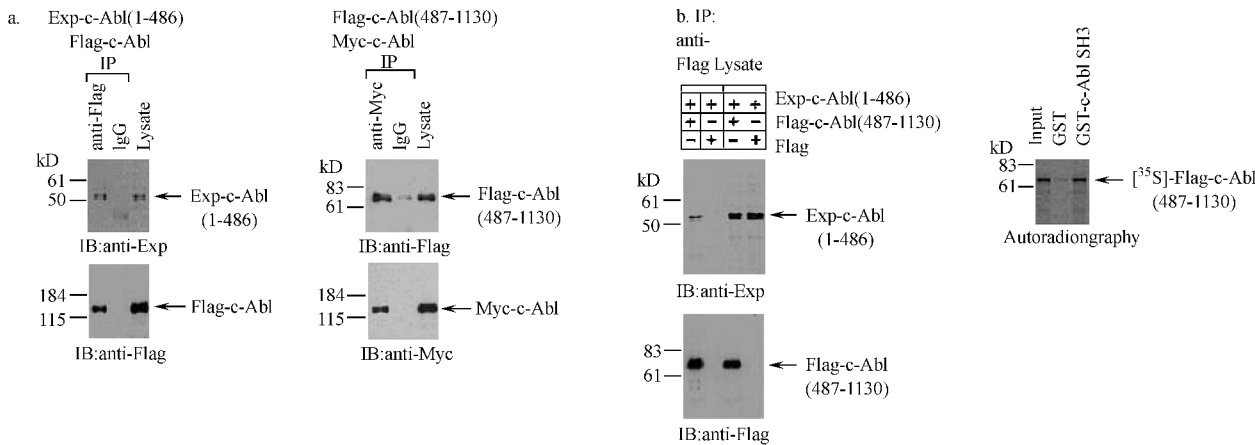 a.
Exp-c-Abl(1-486)
Flag-c-Abl
IP
anti-Flag
IgG
Lysate
kD
61
50
Exp-c-Abl
(1-486)
IB:anti-Exp
184
115
Flag-c-Abl
IB:anti-Flag
Flag-c-Abl(487-1130)
Myc-c-Abl
IP
anti-Myc
IgG
Lysate
kD
83
61
Flag-c-Abl
(487-1130)
IB:anti-Flag
184
115
Myc-c-Abl
IB:anti-Myc
b. IP:
anti-
Flag Lysate
+ + + + Exp-c-Abl(1-486)
+ - + - Flag-c-Abl(487-1130)
- + - + Flag
kD
61
50
Exp-c-Abl
(1-486)
IB:anti-Exp
83
61
Flag-c-Abl
(487-1130)
IB:anti-Flag
Input
GST
GST-c-Abl SH3
kD
83
61
[³⁵S]-Flag-c-Abl
(487-1130)
Autoradiongraphy